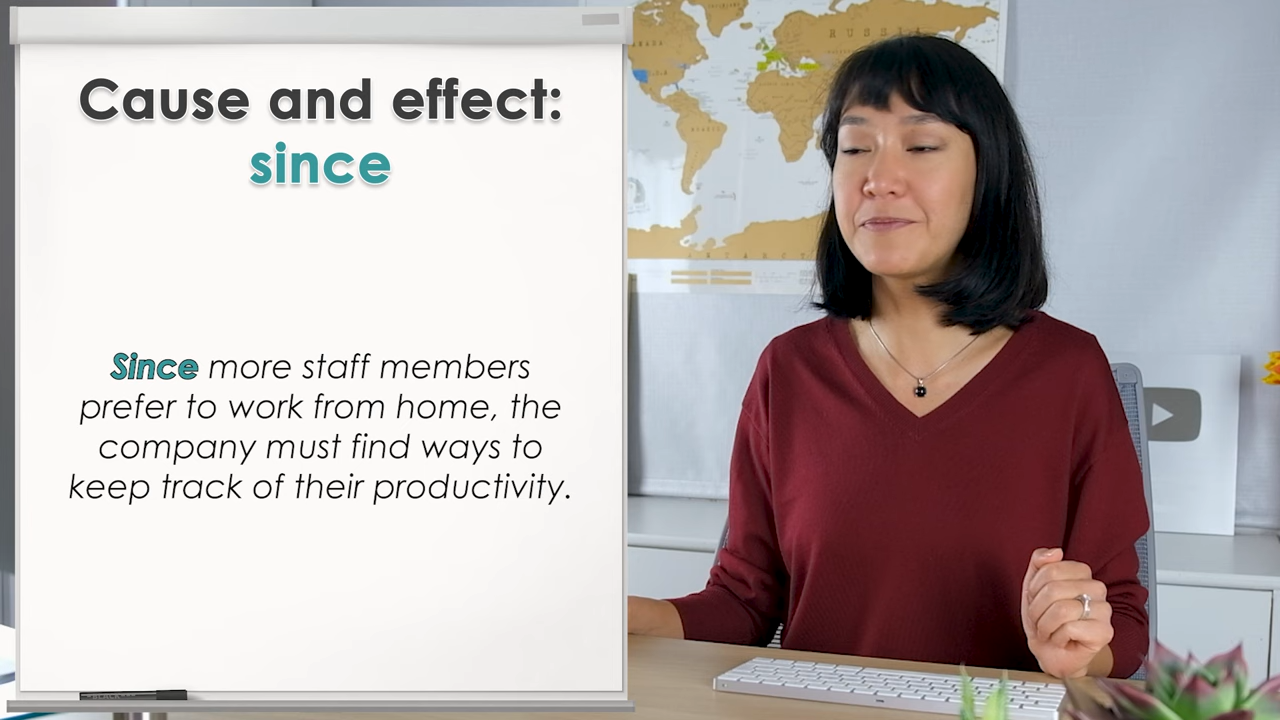 Cause and effect:
since
Since more staff members
prefer to work from home, the
company must find ways to
keep track of their productivity.
RUSSIA